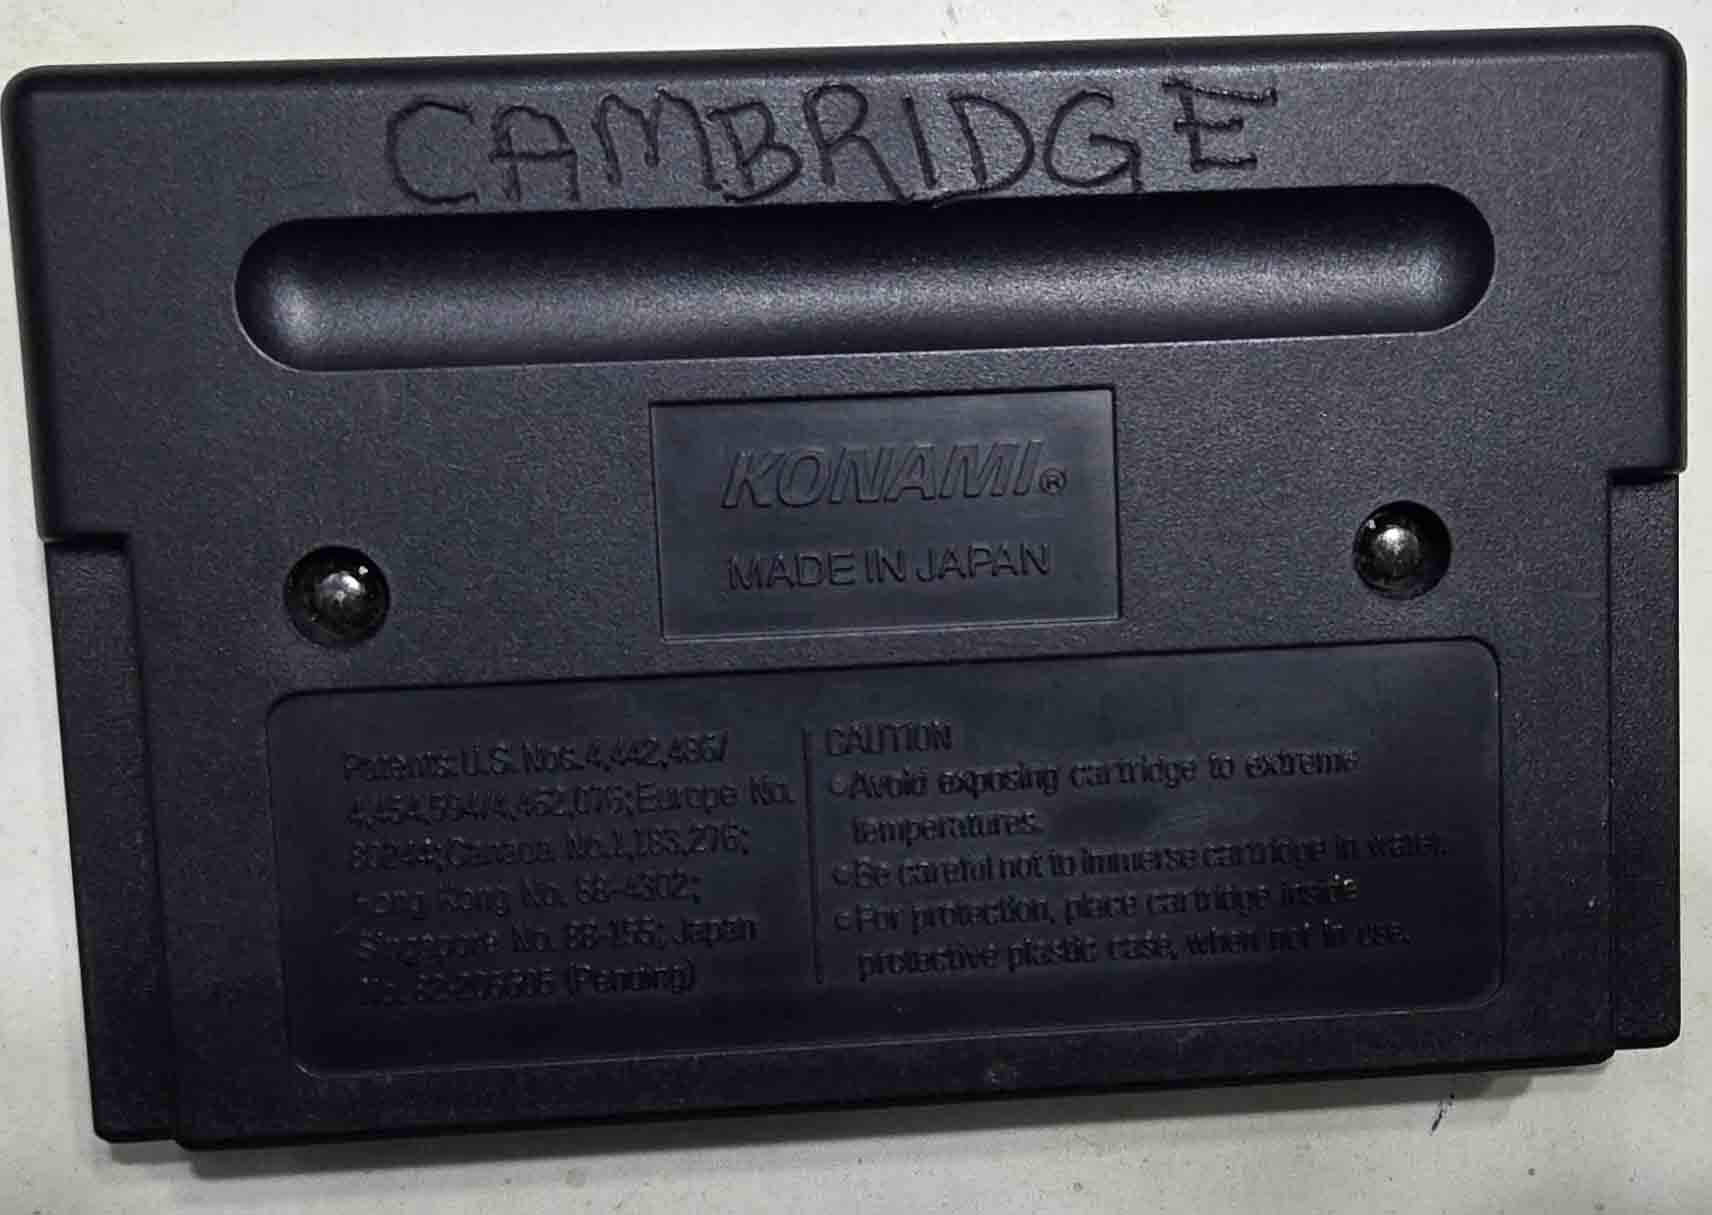 CAMBRIDGE
KONAMI®
MADE IN JAPAN
Patents: U.S. Nos. 4,442,486/
4,454,594/4,462,076; Europe No.
80244; Canada No. 1,183,276;
Hong Kong No. 88-4302;
Singapore No. 88-155; Japan
No. 82-205605 (Pending)
CAUTION
Avoid exposing cartridge to extreme
temperatures.
Be careful not to immerse cartridge in water.
For protection, place cartridge inside
protective plastic case, when not in use.